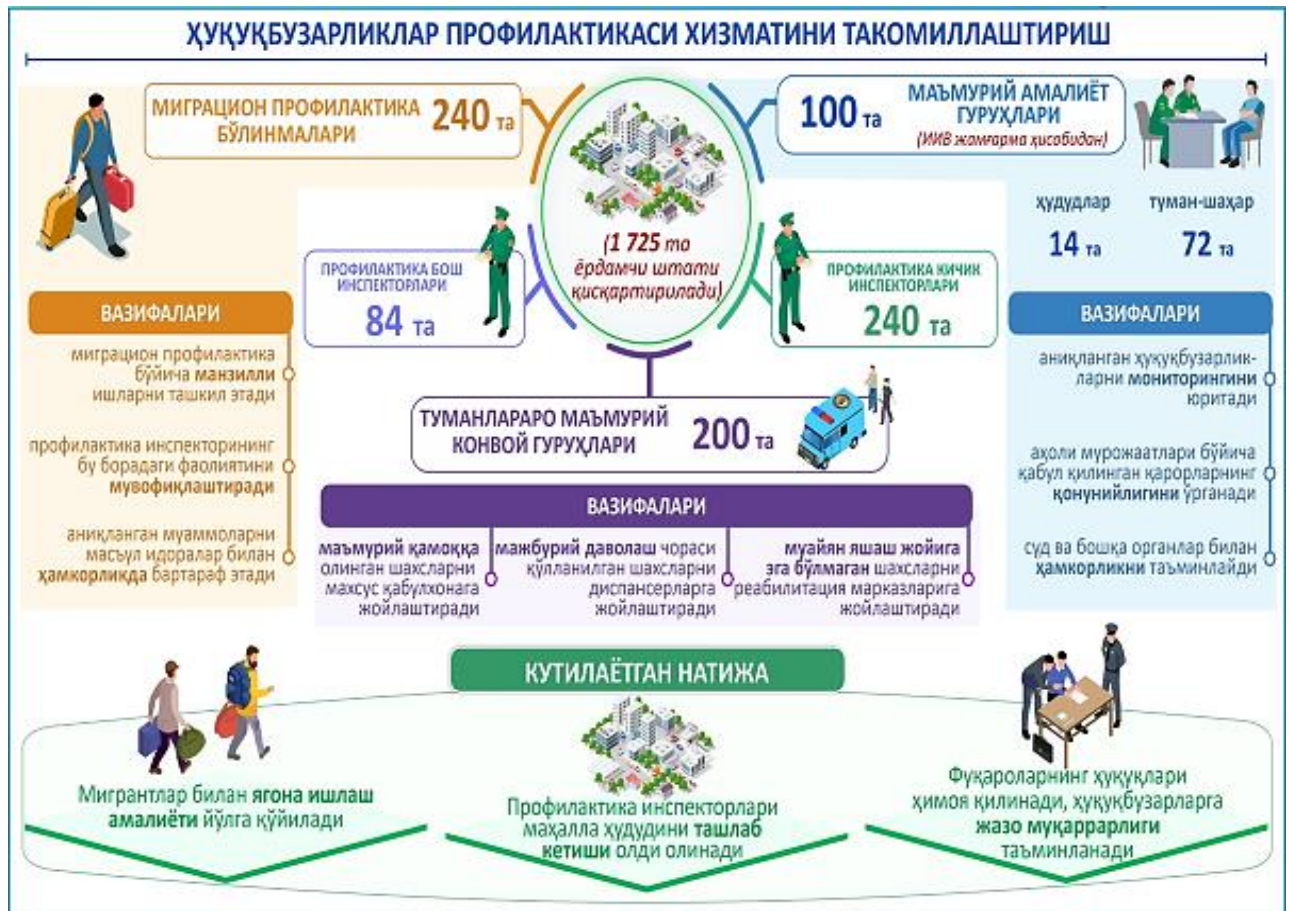 ҲУҚУҚБУЗАРЛИКЛАР ПРОФИЛАКТИКАСИ ХИЗМАТИНИ ТАКОМИЛЛАШТИРИШ
МИГРАЦИОН ПРОФИЛАКТИКА
БЎЛИНМАЛАРИ
240 та
100 та
МАЪМУРИЙ АМАЛИЁТ
ГУРУҲЛАРИ
(ИИВ жамғарма ҳисобидан)
ҳудудлар
14 та
туман-шаҳар
72 та
(1 725 та
ёрдамчи штати
қисқартирилади)
ПРОФИЛАКТИКА БОШ
ИНСПЕКТОРЛАРИ
84 та
ПРОФИЛАКТИКА КИЧИК
ИНСПЕКТОРЛАРИ
240 та
ВАЗИФАЛАРИ
миграцион профилактика
бўйича манзилли
ишларни ташкил этади
профилактика инспекторининг
бу борадаги фаолиятини
мувофиқлаштиради
аниқланган муаммоларни
масъул идоралар билан
ҳамкорликда бартараф этади
ТУМАНЛАРАРО МАЪМУРИЙ
КОНВОЙ ГУРУҲЛАРИ
200 та
ВАЗИФАЛАРИ
маъмурий қамоққа
олинган шахсларни
махсус қабулхонага
жойлаштиради
мажбурий даволаш чораси
қўлланилган шахсларни
диспансерларга
жойлаштиради
муайян яшаш жойига
эга бўлмаган шахсларни
реабилитация марказларига
жойлаштиради
ВАЗИФАЛАРИ
аниқланган ҳуқуқбузарлик-
ларни мониторингини
юритади
аҳоли мурожаатлари бўйича
қабул қилинган қарорларнинг
қонунийлигини ўрганади
суд ва бошқа органлар билан
ҳамкорликни таъминлайди
КУТИЛАЁТГАН НАТИЖА
Мигрантлар билан ягона ишлаш
амалиёти йўлга қўйилади
Профилактика инспекторлари
маҳалла ҳудудини ташлаб
кетиши олди олинади
Фуқароларнинг ҳуқуқлари
ҳимоя қилинади, ҳуқуқбузарларга
жазо муқаррарлиги
таъминланади